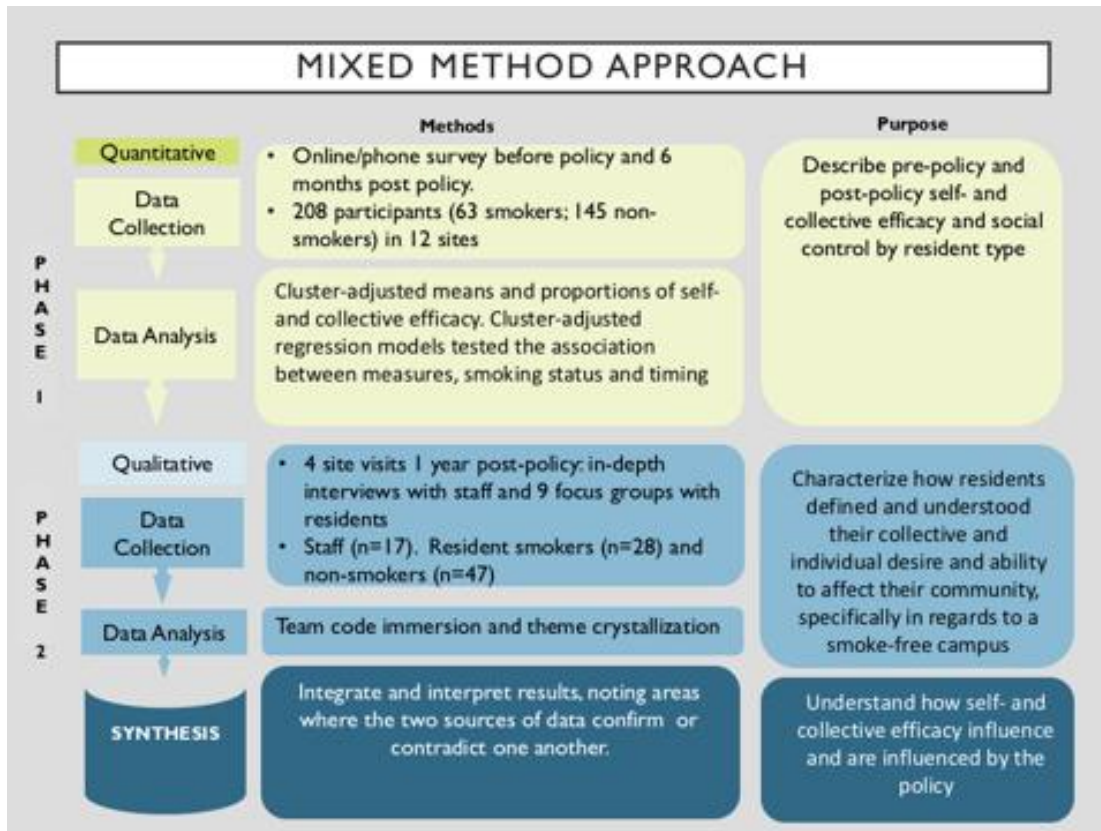 MIXED METHOD APPROACH
Methods
Purpose
PHASE 1
Quantitative
Data
Collection
• Online/phone survey before policy and 6
months post policy.
• 208 participants (63 smokers; 145 non-
smokers) in 12 sites
Describe pre-policy and
post-policy self- and
collective efficacy and social
control by resident type
Data Analysis
Cluster-adjusted means and proportions of self-
and collective efficacy. Cluster-adjusted
regression models tested the association
between measures, smoking status and timing
PHASE 2
Qualitative
Data
Collection
• 4 site visits 1 year post-policy: in-depth
interviews with staff and 9 focus groups with
residents
• Staff (n=17). Resident smokers (n=28) and
non-smokers (n=47)
Characterize how residents
defined and understood
their collective and
individual desire and ability
to affect their community,
specifically in regards to a
smoke-free campus
Data Analysis
Team code immersion and theme crystallization
SYNTHESIS
Integrate and interpret results, noting areas
where the two sources of data confirm or
contradict one another.
Understand how self- and
collective efficacy influence
and are influenced by the
policy